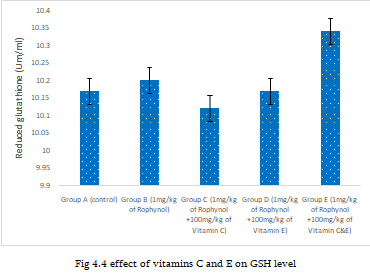 10.4
10.35
10.3
10.25
10.2
10.15
10.1
10.05
10
9.95
9.9
Reduced glutathione (Um/ml)
Group A (control)
Group B (1mg/kg
of Rophynol)
Group C (1mg/kg
of Rophynol
+100mg/kg of
Vitamin C)
Group D (1mg/kg
of Rophynol
+100mg/kg of
Vitamin E)
Group E (1mg/kg
of Rophynol
+100mg/kg of
Vitamin C&E)
Fig 4.4 effect of vitamins C and E on GSH level